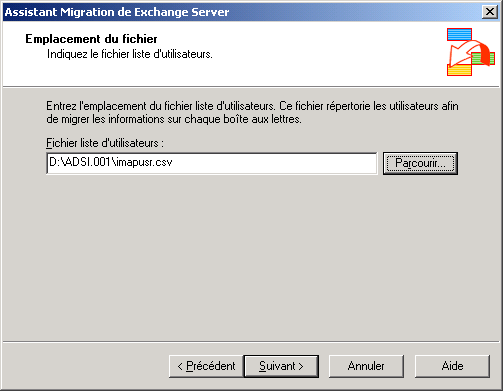 Assistant Migration de Exchange Server
Emplacement du fichier
Indiquez le fichier liste d'utilisateurs.
Entrez l'emplacement du fichier liste d'utilisateurs. Ce fichier répertorie les utilisateurs afin
de migrer les informations sur chaque boîte aux lettres.
Fichier liste d'utilisateurs :
D:\ADSI.001\imapusr.csv
Parcourir...
< Précédent
Suivant >
Annuler
Aide